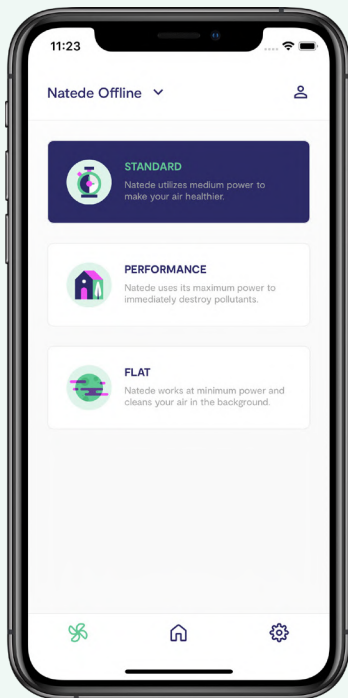 11:23
Natede Offline
STANDARD
Natede utilizes medium power to
make your air healthier.
PERFORMANCE
Natede uses its maximum power to
immediately destroy pollutants.
FLAT
Natede works at minimum power and
cleans your air in the background.